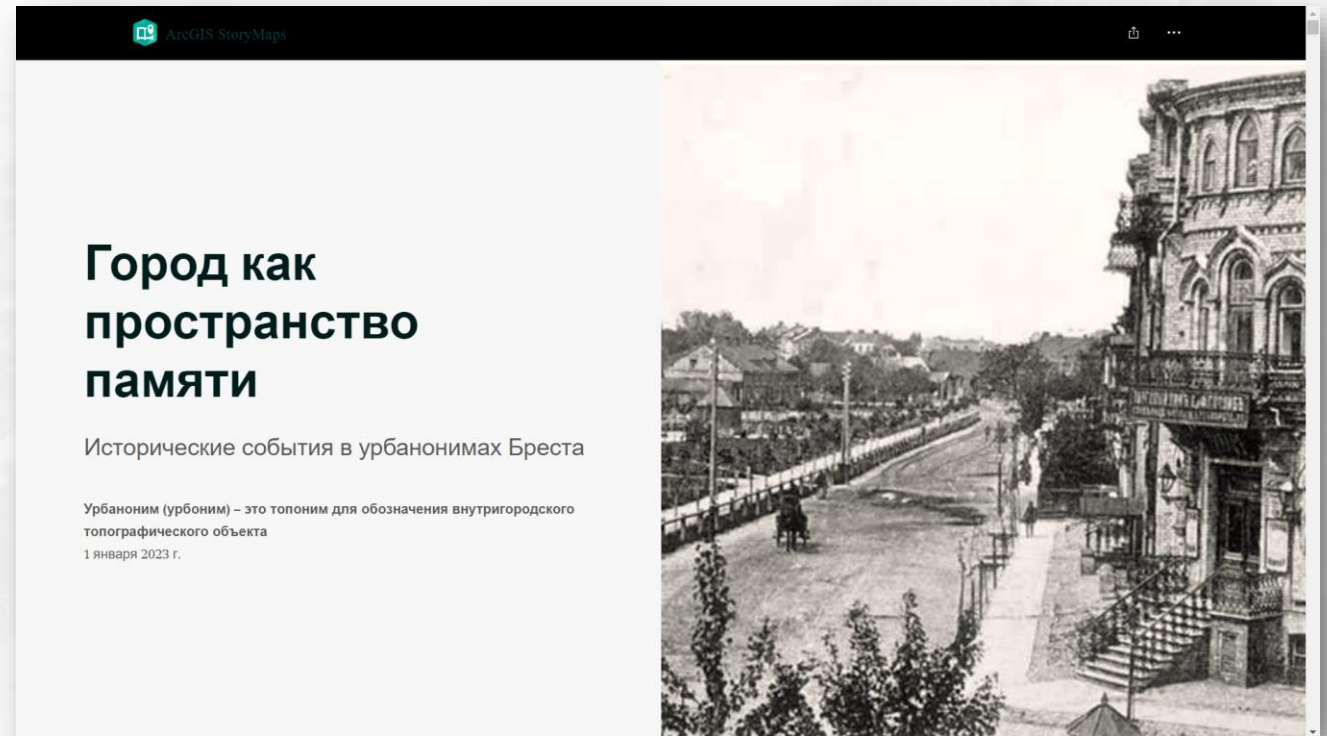 ArcGIS StoryMaps
Город как
пространство
памяти
Исторические события в урбанонимах Бреста
Урбаноним (урбоним) – это топоним для обозначения внутригородского
топографического объекта
1 января 2023 г.